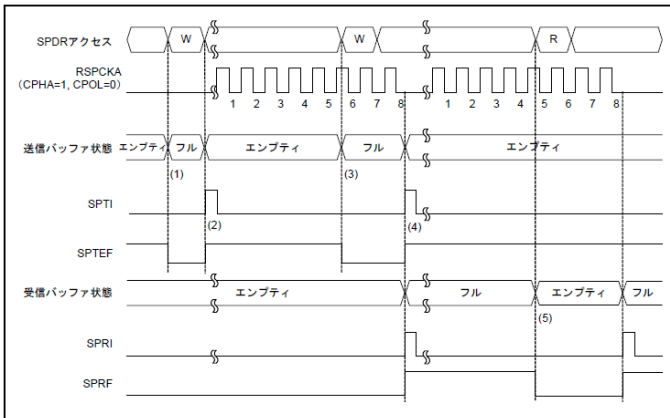 SPDRアクセス W W R
RSPCKA
(CPHA=1, CPOL=0)
1 2 3 4 5 6 7 8 1 2 3 4 5 6 7 8
送信バッファ状態 エンプティ フル エンプティ フル エンプティ
(1) (3)
SPTI
(2) (4)
SPTEF
受信バッファ状態 エンプティ フル エンプティ フル
(5)
SPRI
SPRF